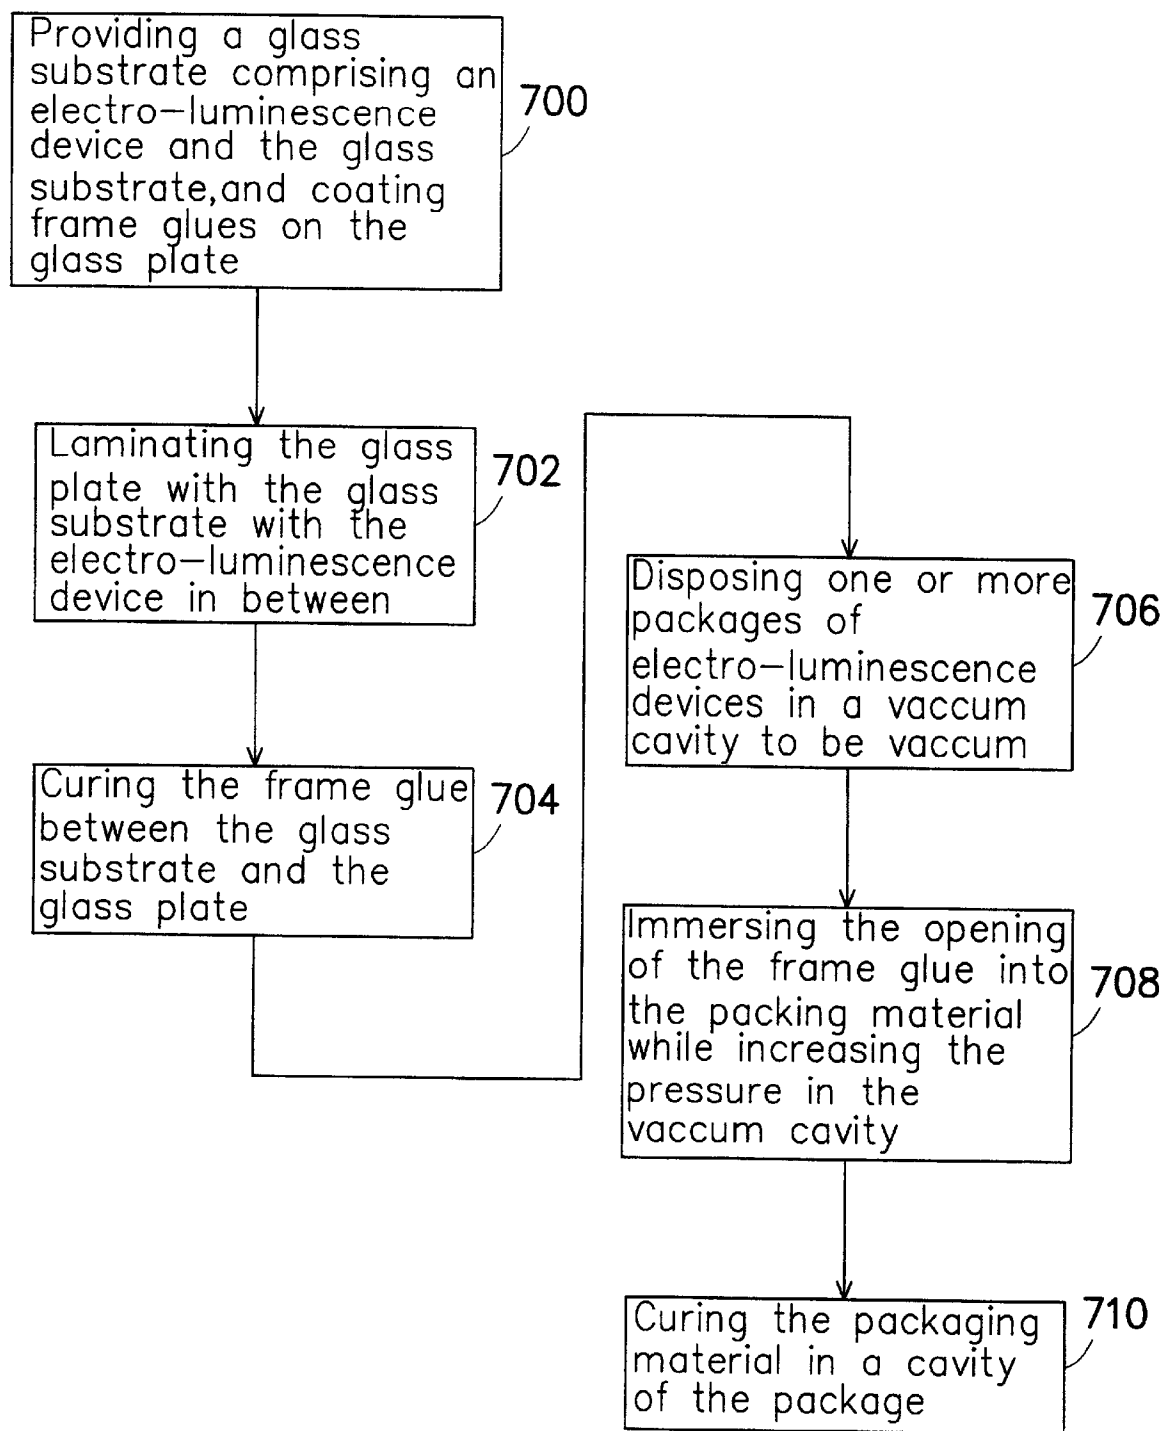 Providing a glass
substrate comprising an
electro-luminescence
device and the glass
substrate,and coating
frame glues on the
glass plate
700
Laminating the glass
plate with the glass
substrate with the
electro-luminescence
device in between
702
Curing the frame glue
between the glass
substrate and the
glass plate
704
Disposing one or more
packages of
electro-luminescence
devices in a vaccum
cavity to be vaccum
706
Immersing the opening
of the frame glue into
the packing material
while increasing the
pressure in the
vaccum cavity
708
Curing the packaging
material in a cavity
of the package
710